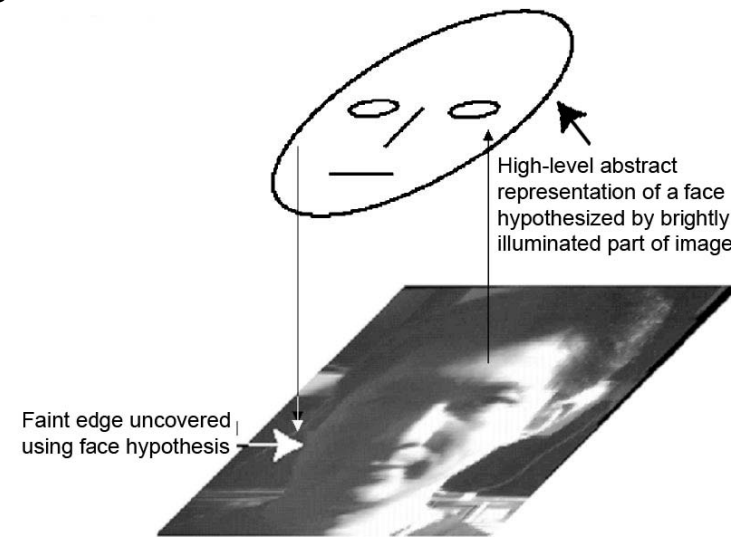 High-level abstract
representation of a face
hypothesized by brightly
illuminated part of image
Faint edge uncovered
using face hypothesis